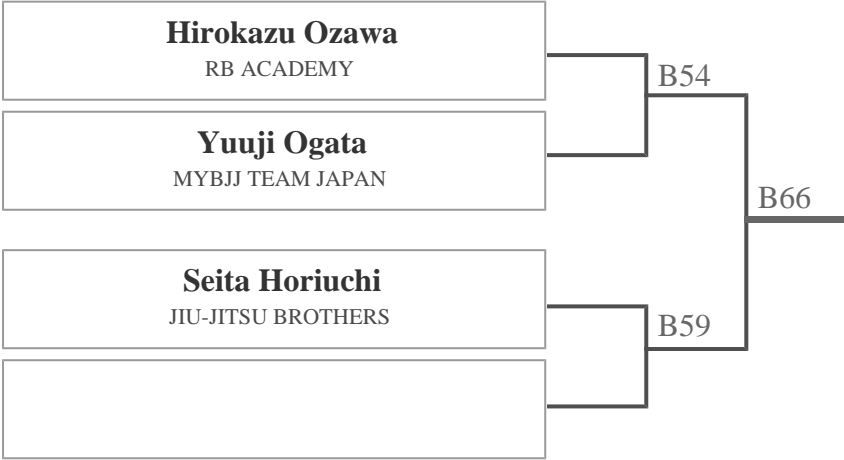 Hirokazu Ozawa
RB ACADEMY
B54
Yuuji Ogata
MYBJJ TEAM JAPAN
B66
Seita Horiuchi
JIU-JITSU BROTHERS
B59